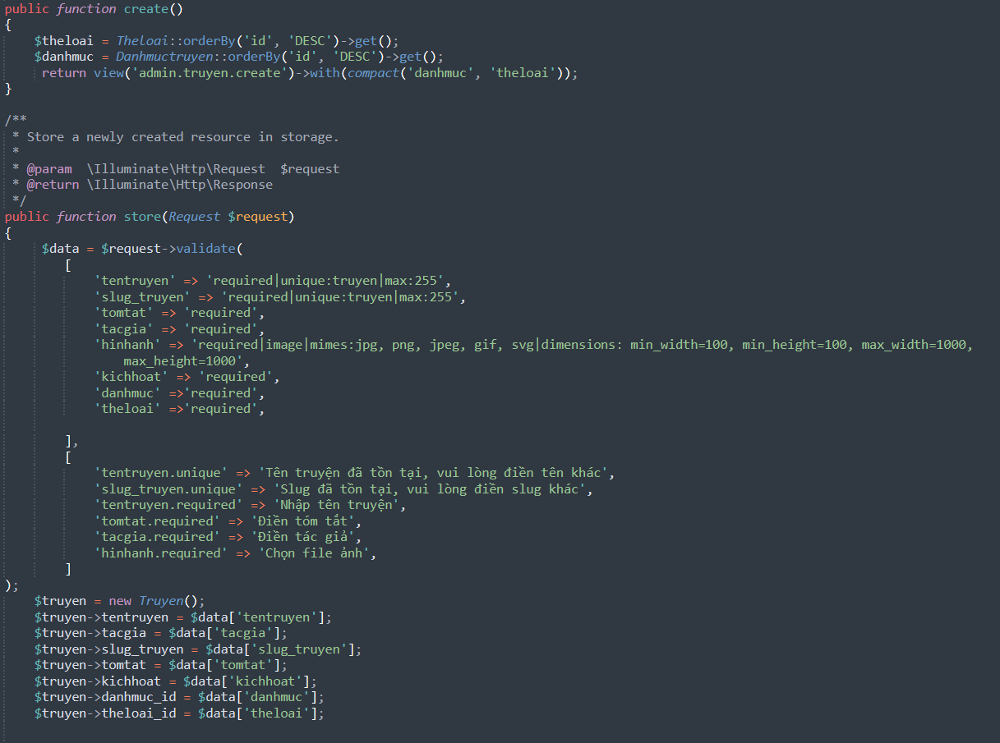 public function create()
{
    $theloai = Theloai::orderBy('id', 'DESC')->get();
    $danhmuc = Danhmuctruyen::orderBy('id', 'DESC')->get();
     return view('admin.truyen.create')->with(compact('danhmuc', 'theloai'));
}

/**
 * Store a newly created resource in storage.
 *
 * @param  \Illuminate\Http\Request  $request
 * @return \Illuminate\Http\Response
 */
public function store(Request $request)
{
     $data = $request->validate(
        [
            'tentruyen' => 'required|unique:truyen|max:255',
            'slug_truyen' => 'required|unique:truyen|max:255',
            'tomtat' => 'required',
            'tacgia' => 'required',
            'hinhanh' => 'required|image|mimes:jpg, png, jpeg, gif, svg|dimensions: min_width=100, min_height=100, max_width=1000,
                max_height=1000',
            'kichhoat' => 'required',
            'danhmuc' =>'required',
            'theloai' =>'required',

        ],
        [
            'tentruyen.unique' => 'Tên truyện đã tồn tại, vui lòng điền tên khác',
            'slug_truyen.unique' => 'Slug đã tồn tại, vui lòng điền slug khác',
            'tentruyen.required' => 'Nhập tên truyện',
            'tomtat.required' => 'Điền tóm tắt',
            'tacgia.required' => 'Điền tác giả',
            'hinhanh.required' => 'Chọn file ảnh',
        ]
);
    $truyen = new Truyen();
    $truyen->tentruyen = $data['tentruyen'];
    $truyen->tacgia = $data['tacgia'];
    $truyen->slug_truyen = $data['slug_truyen'];
    $truyen->tomtat = $data['tomtat'];
    $truyen->kichhoat = $data['kichhoat'];
    $truyen->danhmuc_id = $data['danhmuc'];
    $truyen->theloai_id = $data['theloai'];